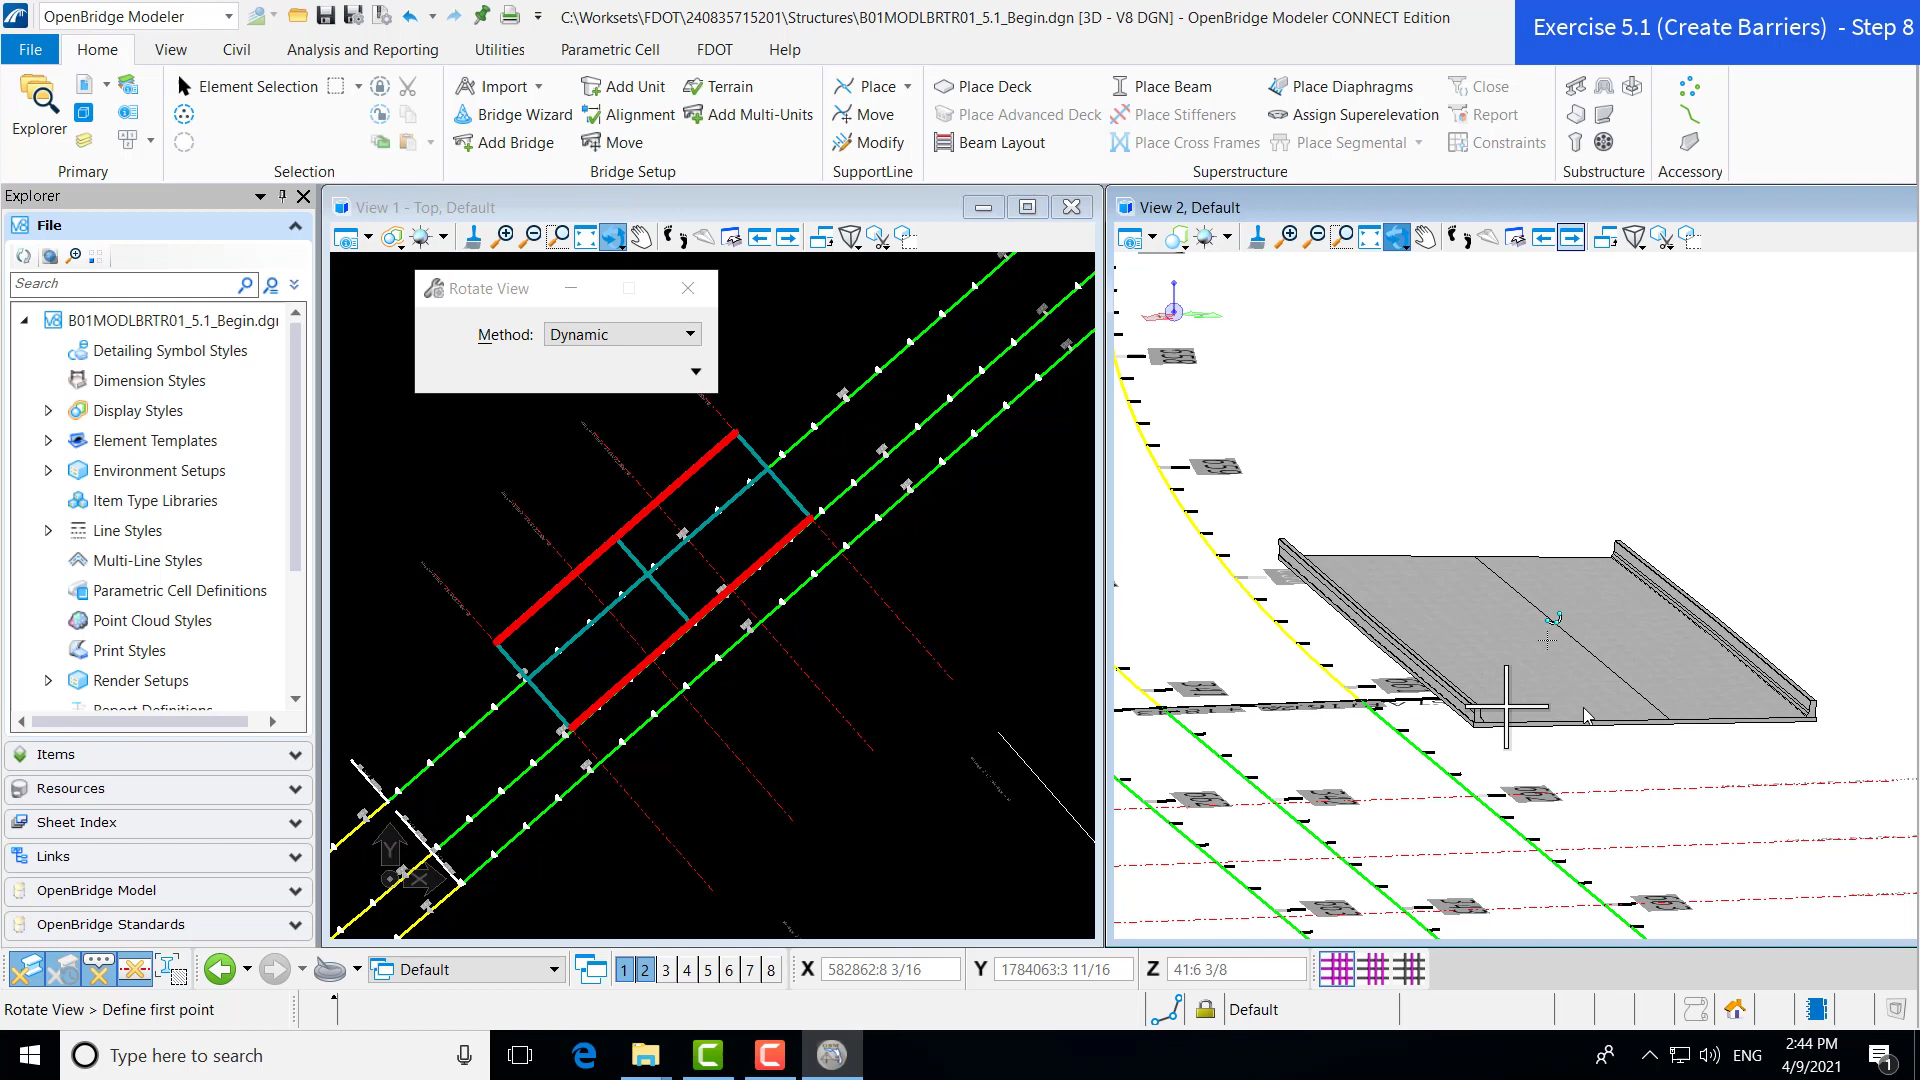 OpenBridge Modeler
C:\Worksets\FDOT\240835715201\Structures\B01MODLBRTR01_5.1_Begin.dgn [3D - V8 DGN] - OpenBridge Modeler CONNECT Edition
Exercise 5.1 (Create Barriers) - Step 8
File Home View Civil Analysis and Reporting Utilities Parametric Cell FDOT Help
Explorer
Primary
Element Selection
Selection
Import
Bridge Wizard
Add Bridge
Add Unit
Alignment
Move
Terrain
Add Multi-Units
Bridge Setup
Place
Move
Modify
SupportLine
Place Deck
Place Advanced Deck
Beam Layout
Place Beam
Place Stiffeners
Place Cross Frames
Place Diaphragms
Assign Superelevation
Place Segmental
Superstructure
Close
Report
Constraints
Substructure
Accessory
Explorer
File
Search
B01MODLBRTR01_5.1_Begin.dgn
Detailing Symbol Styles
Dimension Styles
Display Styles
Element Templates
Environment Setups
Item Type Libraries
Line Styles
Multi-Line Styles
Parametric Cell Definitions
Point Cloud Styles
Print Styles
Render Setups
Items
Resources
Sheet Index
Links
OpenBridge Model
OpenBridge Standards
View 1 - Top, Default
Rotate View
Method: Dynamic
Y
X
View 2, Default
658
659
Default
1 2 3 4 5 6 7 8
X 582862:8 3/16
Y 1784063:3 11/16
Z 41:6 3/8
Rotate View > Define first point
Default
Type here to search
ENG
2:44 PM
4/9/2021
1